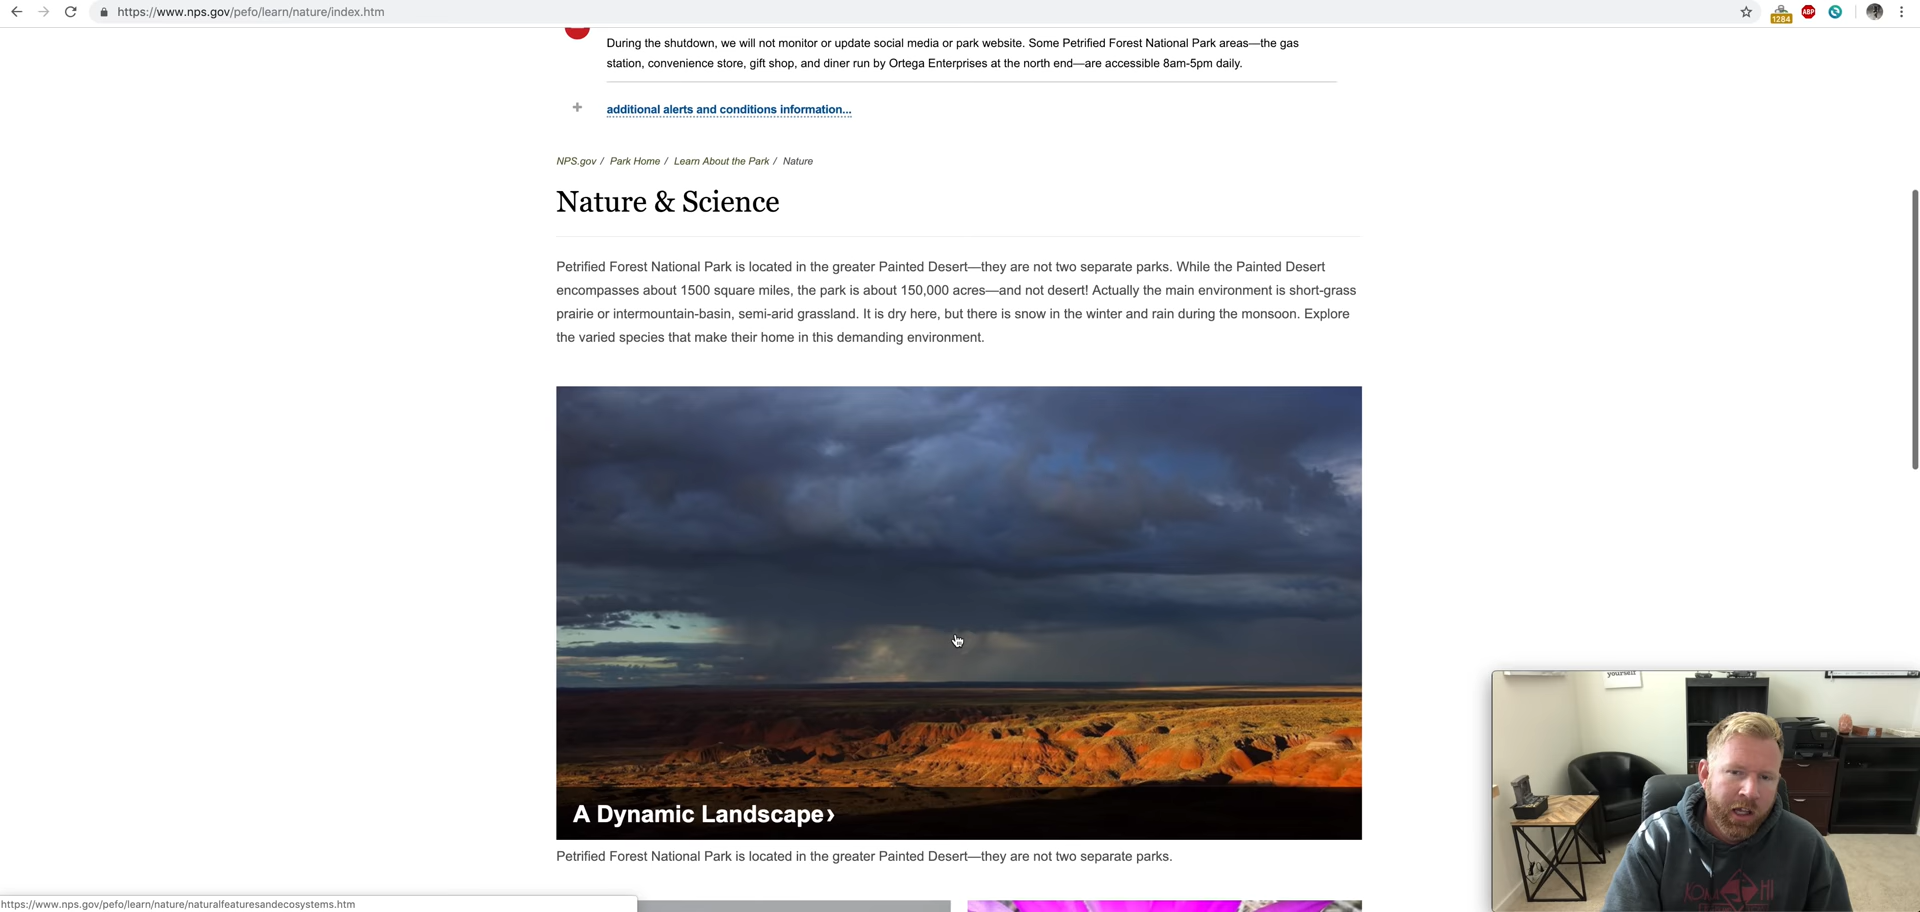 https://www.nps.gov/pefo/learn/nature/index.htm
1284
ABP
During the shutdown, we will not monitor or update social media or park website. Some Petrified Forest National Park areas—the gas
station, convenience store, gift shop, and diner run by Ortega Enterprises at the north end—are accessible 8am-5pm daily.
additional alerts and conditions information...
NPS.gov / Park Home / Learn About the Park / Nature
Nature & Science
Petrified Forest National Park is located in the greater Painted Desert—they are not two separate parks. While the Painted Desert
encompasses about 1500 square miles, the park is about 150,000 acres—and not desert! Actually the main environment is short-grass
prairie or intermountain-basin, semi-arid grassland. It is dry here, but there is snow in the winter and rain during the monsoon. Explore
the varied species that make their home in this demanding environment.
A Dynamic Landscape›
Petrified Forest National Park is located in the greater Painted Desert—they are not two separate parks.
yourself
https://www.nps.gov/pefo/learn/nature/naturalfeaturesandecosystems.htm